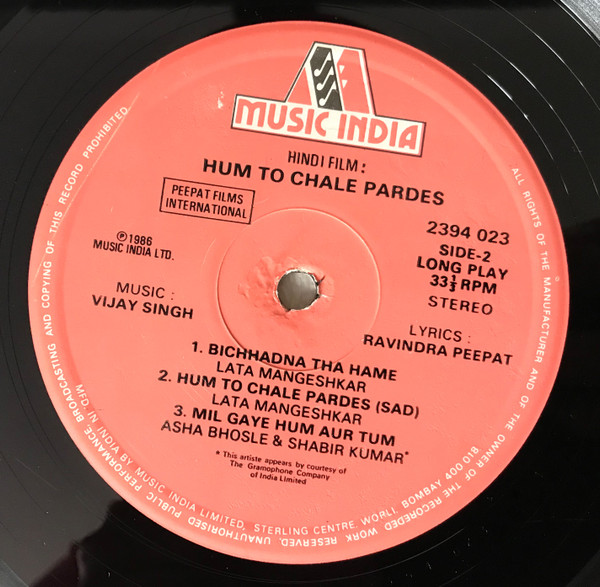 MUSIC INDIA
HINDI FILM:
HUM TO CHALE PARDES
PEEPAT FILMS
INTERNATIONAL
℗1986
MUSIC INDIA LTD.
2394 023
SIDE-2
LONG PLAY
33⅓ RPM
STEREO
MUSIC :
VIJAY SINGH
LYRICS :
RAVINDRA PEEPAT
1. BICHHADNA THA HAME
LATA MANGESHKAR
2. HUM TO CHALE PARDES (SAD)
LATA MANGESHKAR
3. MIL GAYE HUM AUR TUM
ASHA BHOSLE & SHABIR KUMAR*
* This artiste appears by courtesy of
The Gramophone Company
of India Limited
MFD. IN INDIA BY MUSIC INDIA LIMITED, STERLING CENTRE, WORLI, BOMBAY 400 018.
ALL RIGHTS OF THE MANUFACTURER AND OF THE OWNER OF THE RECOREDED WORK RESERVED. UNAUTHORISED PUBLIC PERFORMANCE, BROADCASTING AND COPYING OF THIS RECORD PROHIBITED